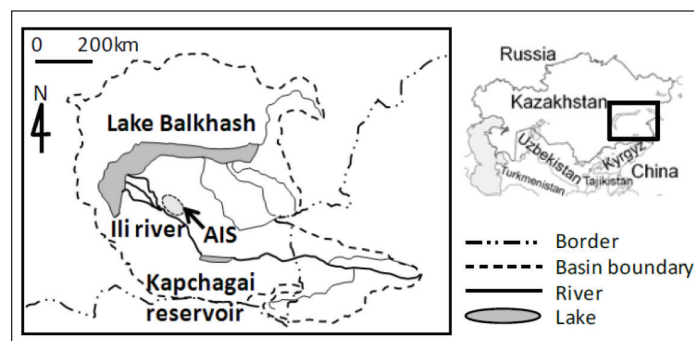 0 200km
N
Lake Balkhash
Ili river
AIS
Kapchagai
reservoir
Russia
Kazakhstan
Uzbekistan
Kyrgyz
Turkmenistan
Tajikistan
China
Border
Basin boundary
River
Lake